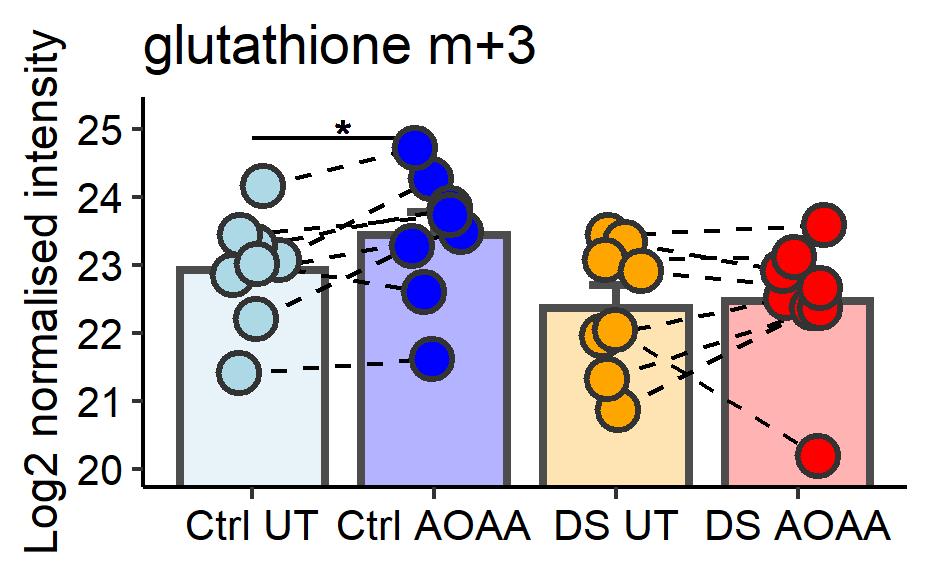 glutathione m+3
Log2 normalised intensity
25
24
23
22
21
20
*
Ctrl UT
Ctrl AOAA
DS UT
DS AOAA